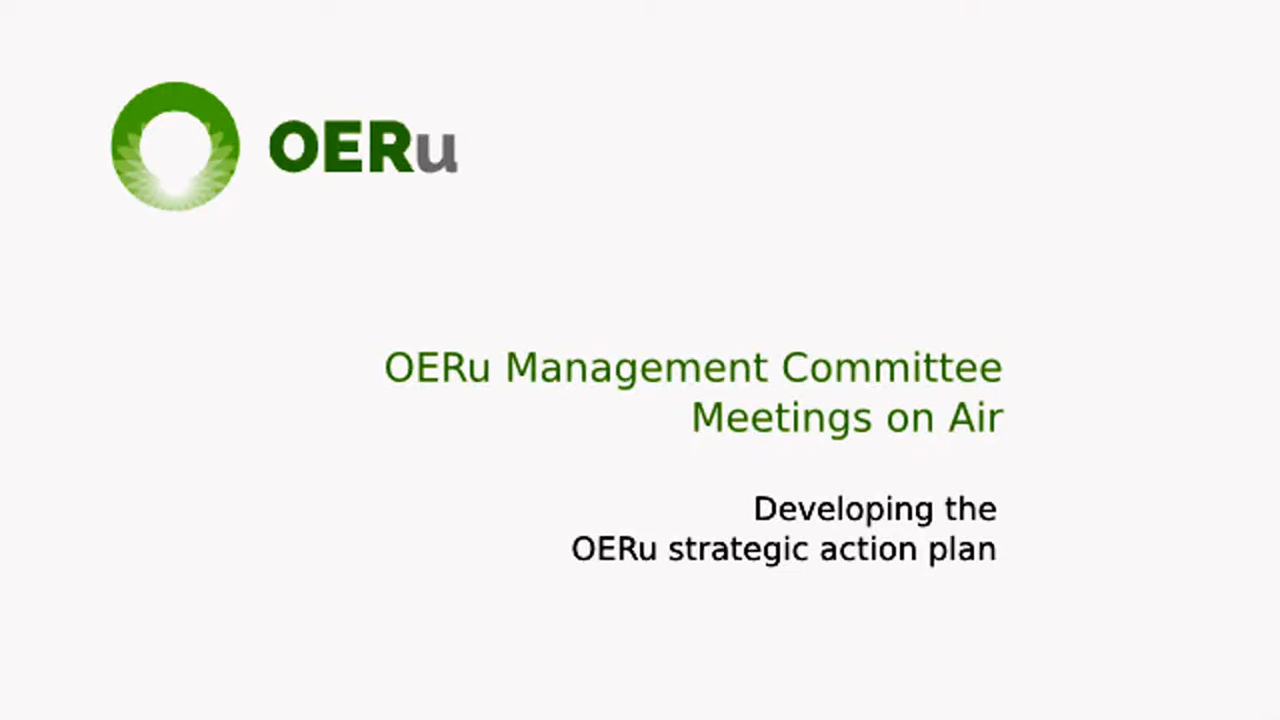 OERu
OERu Management Committee
Meetings on Air
Developing the
OERu strategic action plan